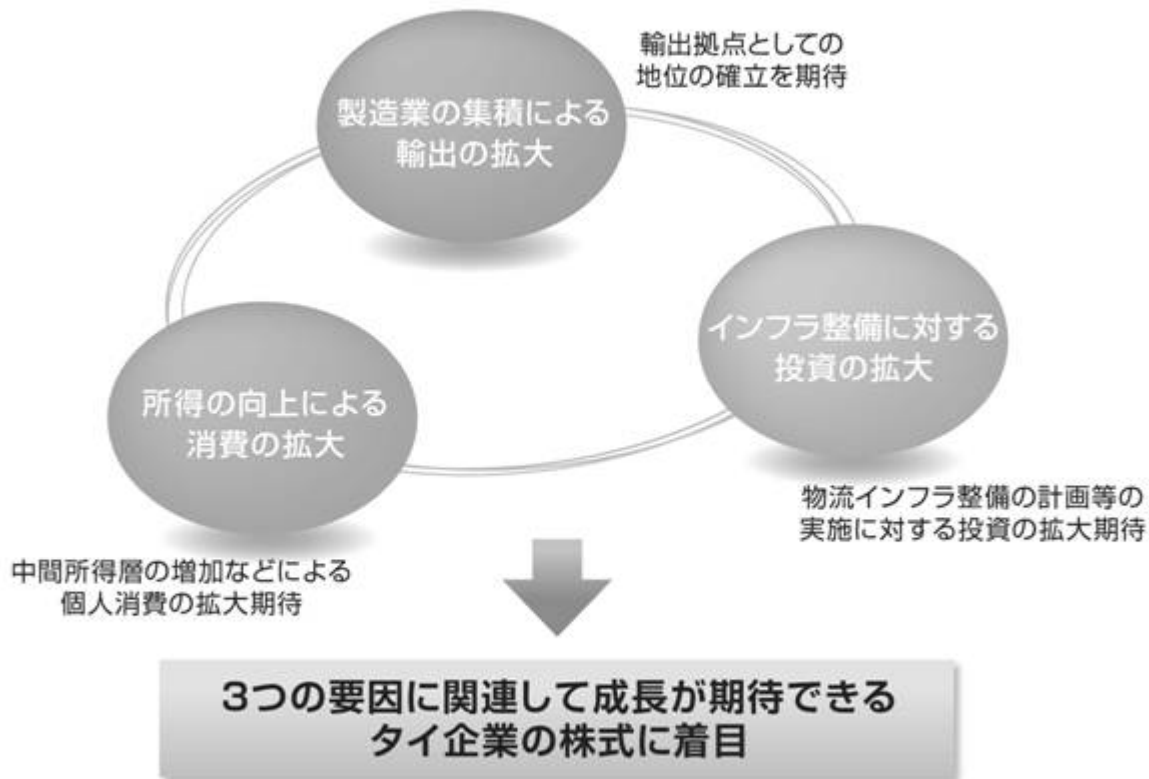 輸出拠点としての
地位の確立を期待
製造業の集積による
輸出の拡大
インフラ整備に対する
投資の拡大
物流インフラ整備の計画等の
実施に対する投資の拡大期待
所得の向上による
消費の拡大
中間所得層の増加などによる
個人消費の拡大期待
3つの要因に関連して成長が期待できる
タイ企業の株式に着目